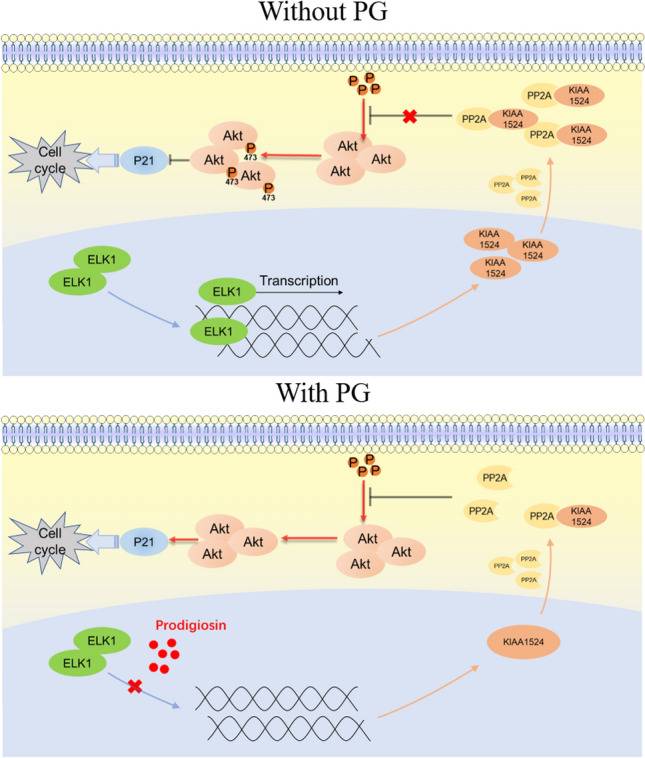 Without PG
P P
P P
PP2A KIAA
1524
PP2A KIAA
1524
PP2A KIAA
1524
Akt
Akt
P
473
P
473
Akt
P
473
Akt
Akt
Akt
P21
Cell
cycle
PP2A
PP2A
PP2A
KIAA
1524
KIAA
1524
KIAA
1524
ELK1
ELK1
ELK1
Transcription
ELK1
With PG
P P
P P
PP2A
PP2A
PP2A KIAA
1524
Cell
cycle
P21
Akt
Akt
Akt
Akt
Akt
Akt
PP2A
PP2A
PP2A
Prodigiosin
ELK1
ELK1
KIAA1524